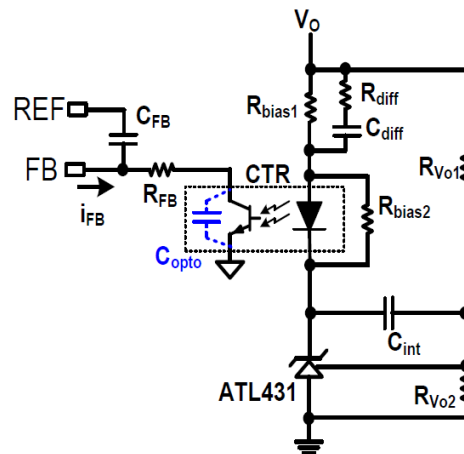 VO
Rdiff
REF
CFB
Rbias1
Cdiff
FB
CTR
RVo1
RFB
iFB
Rbias2
Copto
Cint
ATL431
RVo2